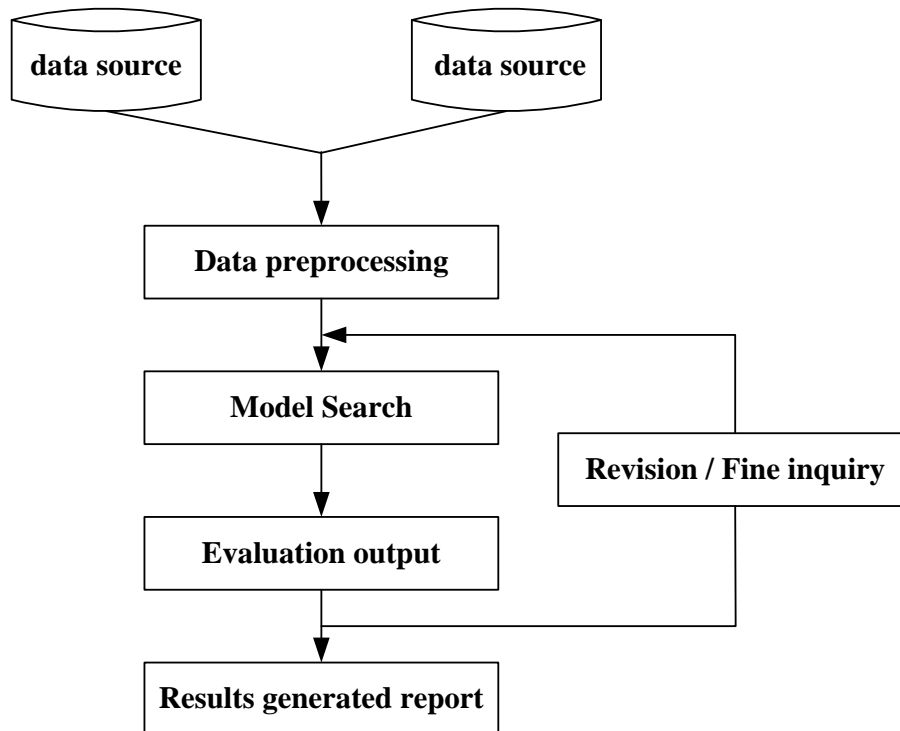 data source
data source
Data preprocessing
Model Search
Revision / Fine inquiry
Evaluation output
Results generated report